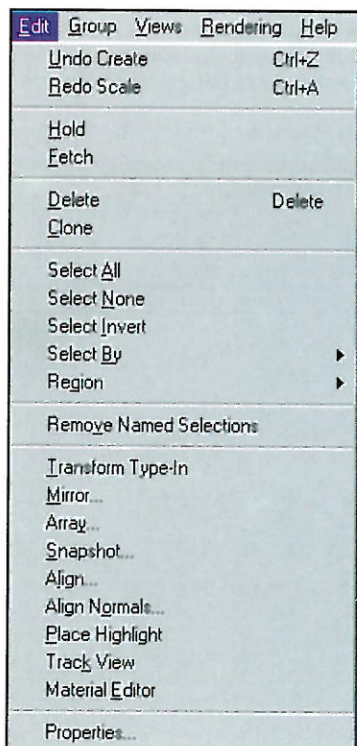 Edit Group Views Rendering Help
Undo Create Ctrl+Z
Redo Scale Ctrl+A
Hold
Fetch
Delete Delete
Clone
Select All
Select None
Select Invert
Select By
Region
Remove Named Selections
Transform Type-In
Mirror...
Array...
Snapshot...
Align...
Align Normals...
Place Highlight
Track View
Material Editor
Properties...